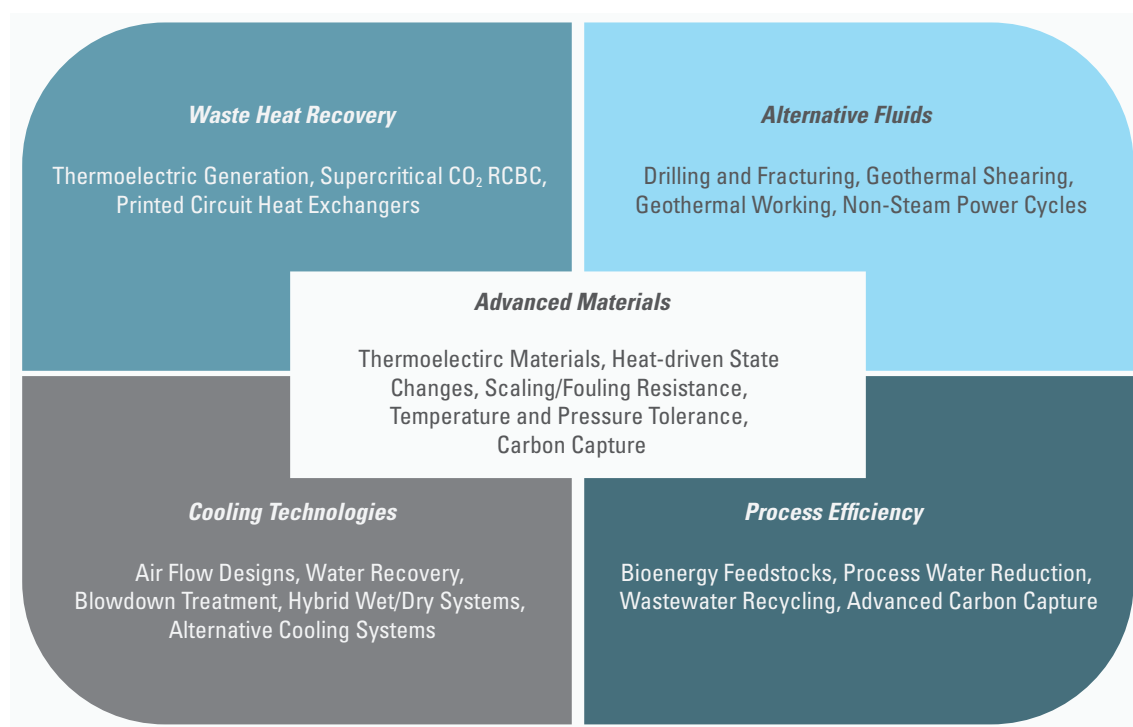 Waste Heat Recovery
Thermoelectric Generation, Supercritical CO₂ RCBC,
Printed Circuit Heat Exchangers
Alternative Fluids
Drilling and Fracturing, Geothermal Shearing,
Geothermal Working, Non-Steam Power Cycles
Advanced Materials
Thermoelectirc Materials, Heat-driven State
Changes, Scaling/Fouling Resistance,
Temperature and Pressure Tolerance,
Carbon Capture
Cooling Technologies
Air Flow Designs, Water Recovery,
Blowdown Treatment, Hybrid Wet/Dry Systems,
Alternative Cooling Systems
Process Efficiency
Bioenergy Feedstocks, Process Water Reduction,
Wastewater Recycling, Advanced Carbon Capture